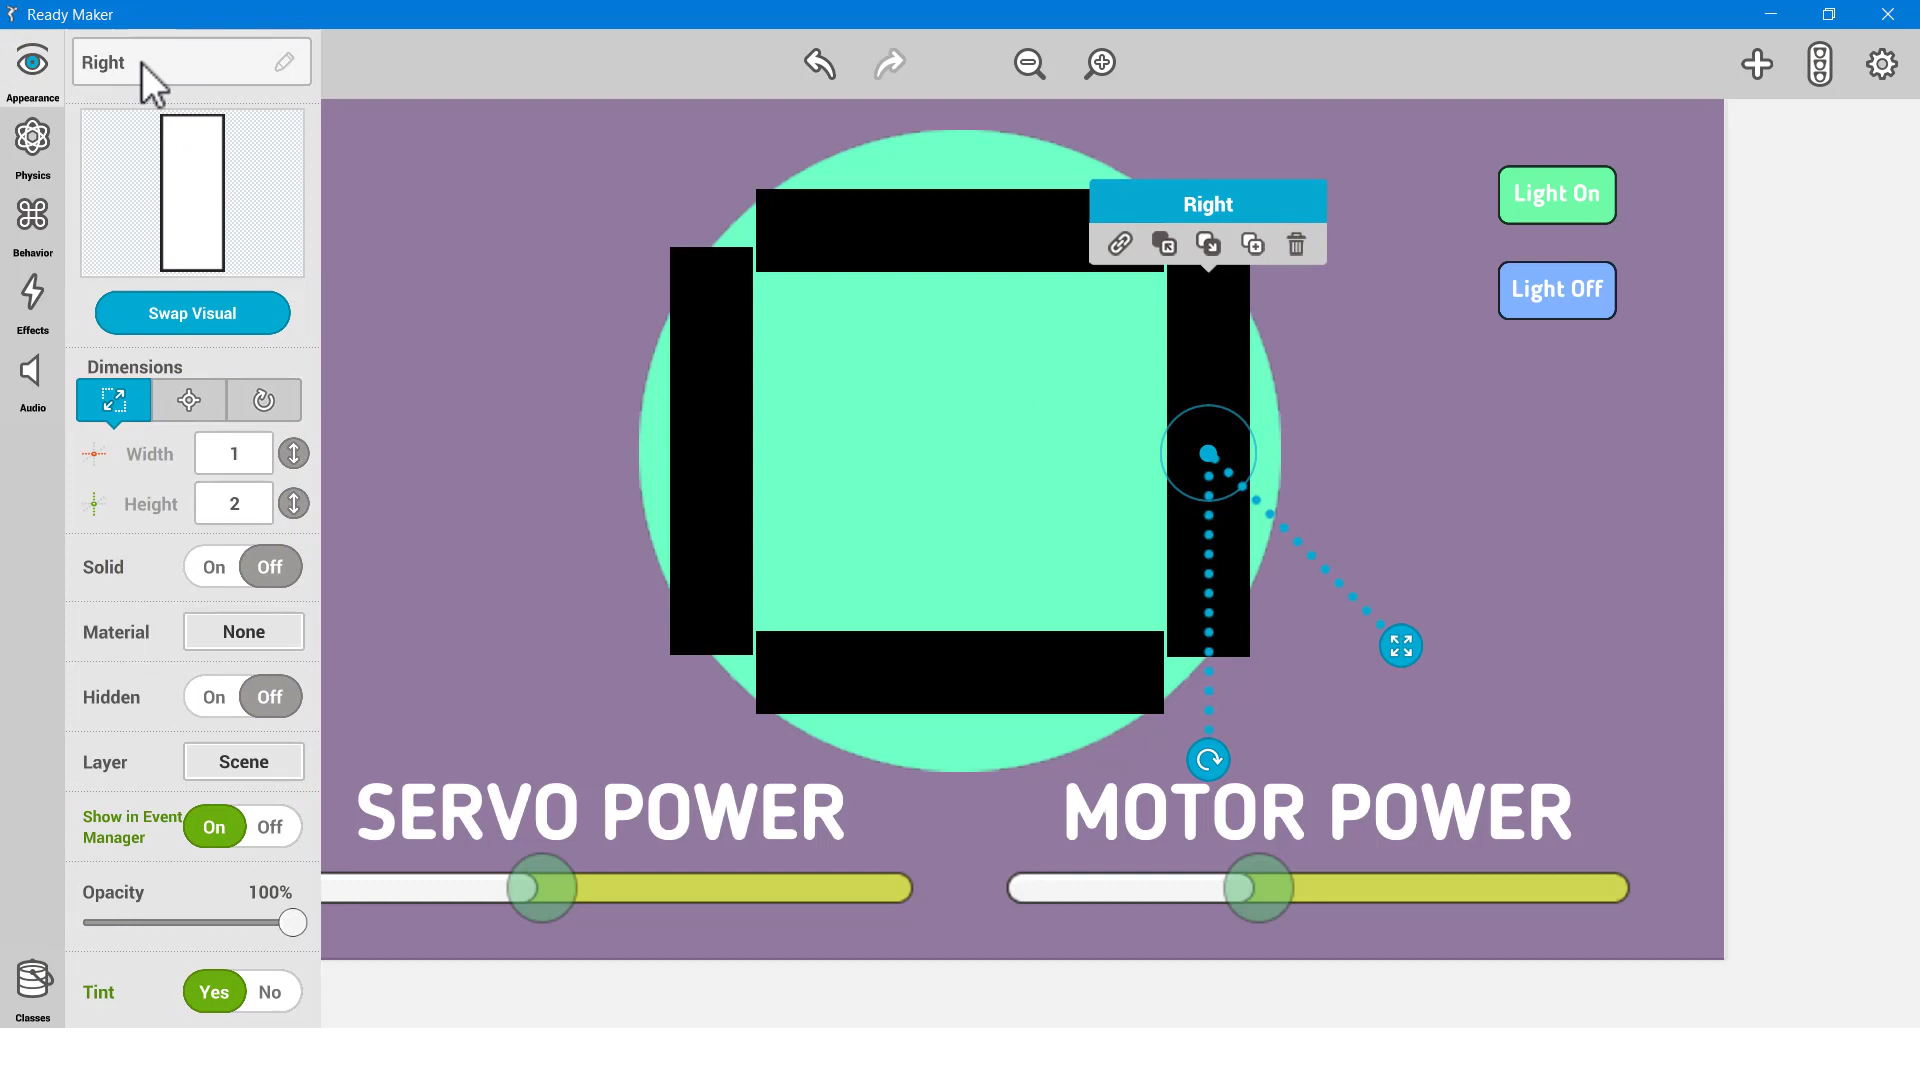 Ready Maker
Right
Appearance
Physics
Behavior
Effects
Audio
Classes
Swap Visual
Dimensions
Width 1
Height 2
Solid On Off
Material None
Hidden On Off
Layer Scene
Show in Event Manager On Off
Opacity 100%
Tint Yes No
Right
Light On
Light Off
SERVO POWER
MOTOR POWER